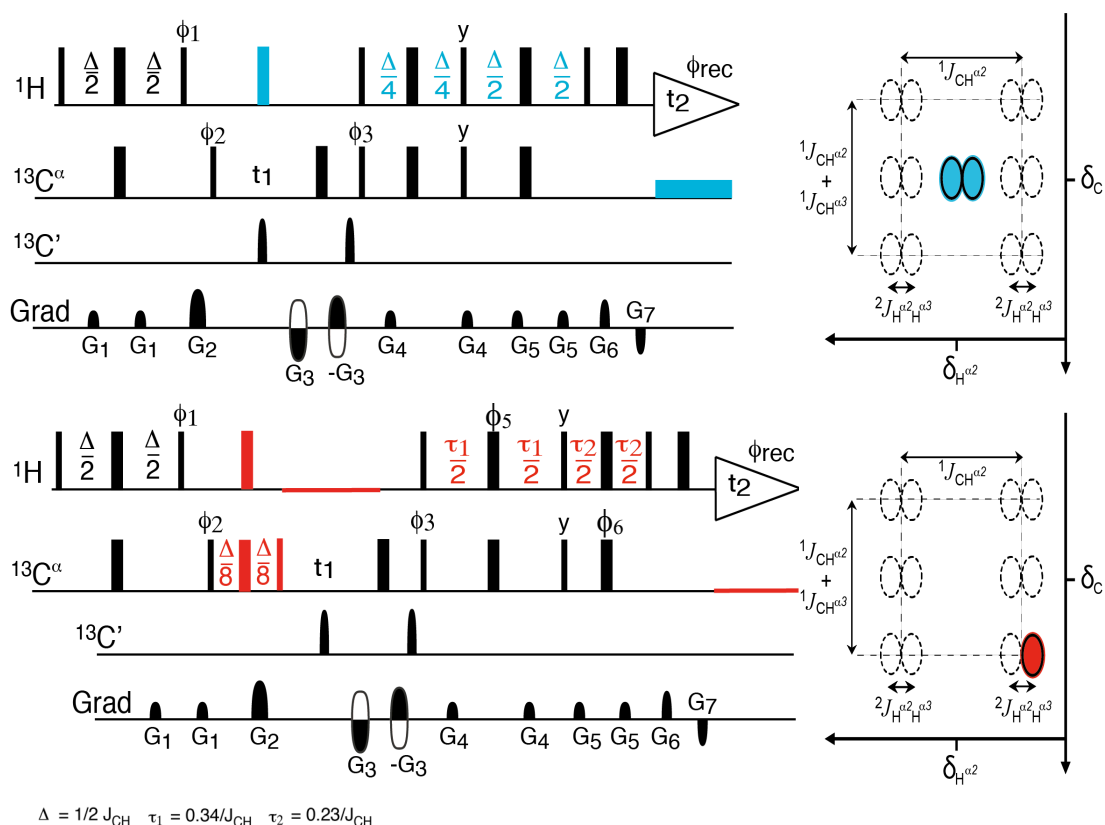 ϕ1 y
¹H Δ/2 Δ/2 Δ/4 Δ/4 Δ/2 Δ/2 t2 ϕrec
ϕ2 ϕ3 y
¹³Cᵅ t1
¹³C'
Grad
G1 G1 G2 G3 -G3 G4 G4 G5 G5 G6 G7
¹JCHα2
¹JCHα2
+
¹JCHα3
δC
²JHα2Hα3 ²JHα2Hα3
δHα2
ϕ1 ϕ5 y
¹H Δ/2 Δ/2 τ1/2 τ1/2 τ2/2 τ2/2 t2 ϕrec
ϕ2 ϕ3 y ϕ6
¹³Cᵅ Δ/8 Δ/8 t1
¹³C'
Grad
G1 G1 G2 G3 -G3 G4 G4 G5 G5 G6 G7
¹JCHα2
¹JCHα2
+
¹JCHα3
δC
²JHα2Hα3 ²JHα2Hα3
δHα2
Δ = 1/2 JCH τ1 = 0.34/JCH τ2 = 0.23/JCH